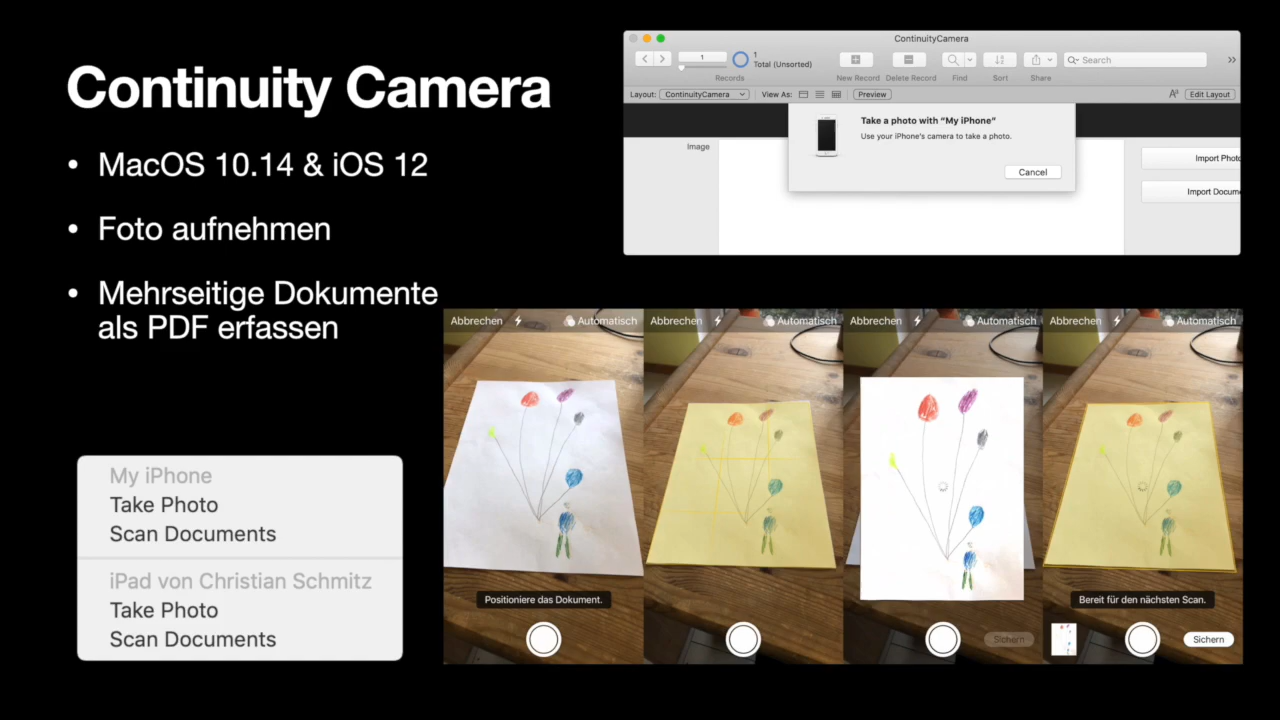 Continuity Camera
• MacOS 10.14 & iOS 12
• Foto aufnehmen
• Mehrseitige Dokumente
als PDF erfassen
My iPhone
Take Photo
Scan Documents
iPad von Christian Schmitz
Take Photo
Scan Documents
ContinuityCamera
1
1
Total (Unsorted)
Records
New Record
Delete Record
Find
Sort
Share
Search
Layout:
ContinuityCamera
View As:
Preview
Edit Layout
Take a photo with “My iPhone”
Use your iPhone's camera to take a photo.
Cancel
Image
Import Photo
Import Docume
Abbrechen
Automatisch
Positioniere das Dokument.
Abbrechen
Automatisch
Abbrechen
Automatisch
Sichern
Abbrechen
Automatisch
Bereit für den nächsten Scan.
Sichern